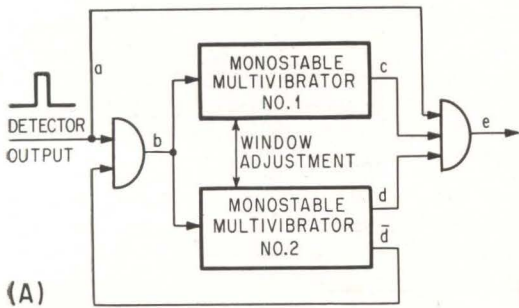 a
MONOSTABLE
MULTIVIBRATOR
NO.1
c
DETECTOR
OUTPUT
b
WINDOW
ADJUSTMENT
e
MONOSTABLE
MULTIVIBRATOR
NO.2
d
d̅
(A)